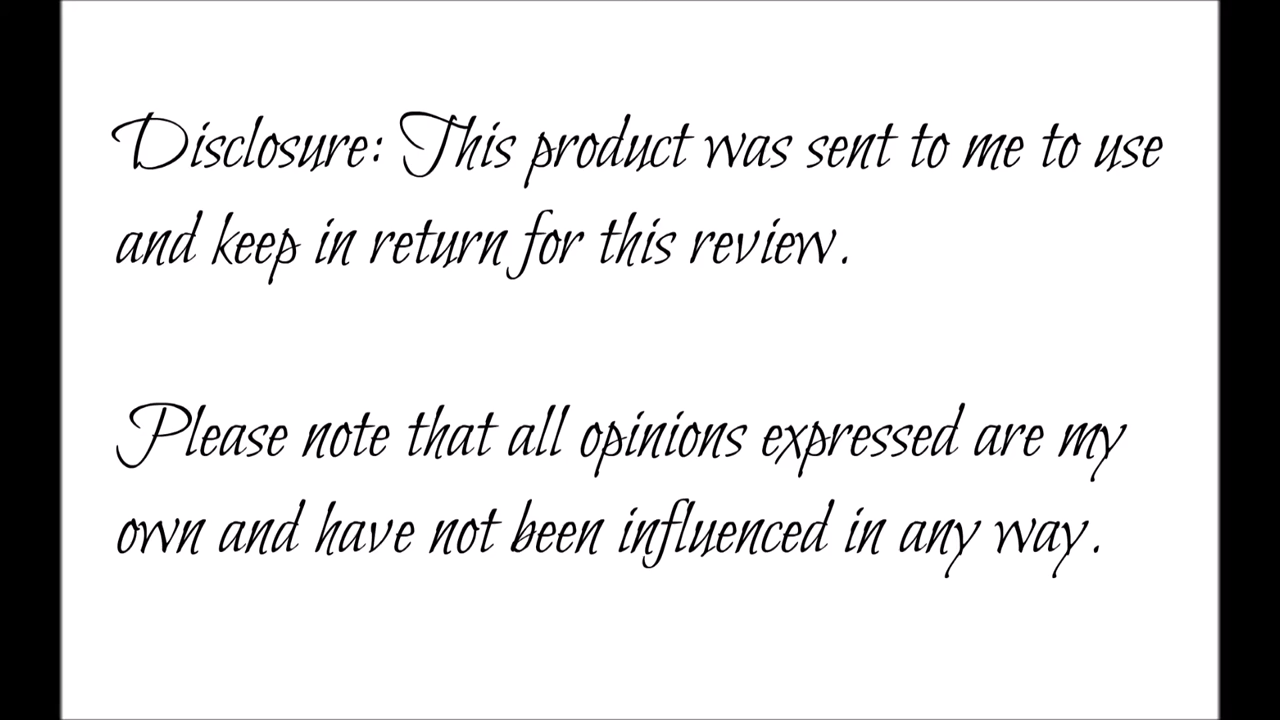 Disclosure: This product was sent to me to use
and keep in return for this review.
Please note that all opinions expressed are my
own and have not been influenced in any way.